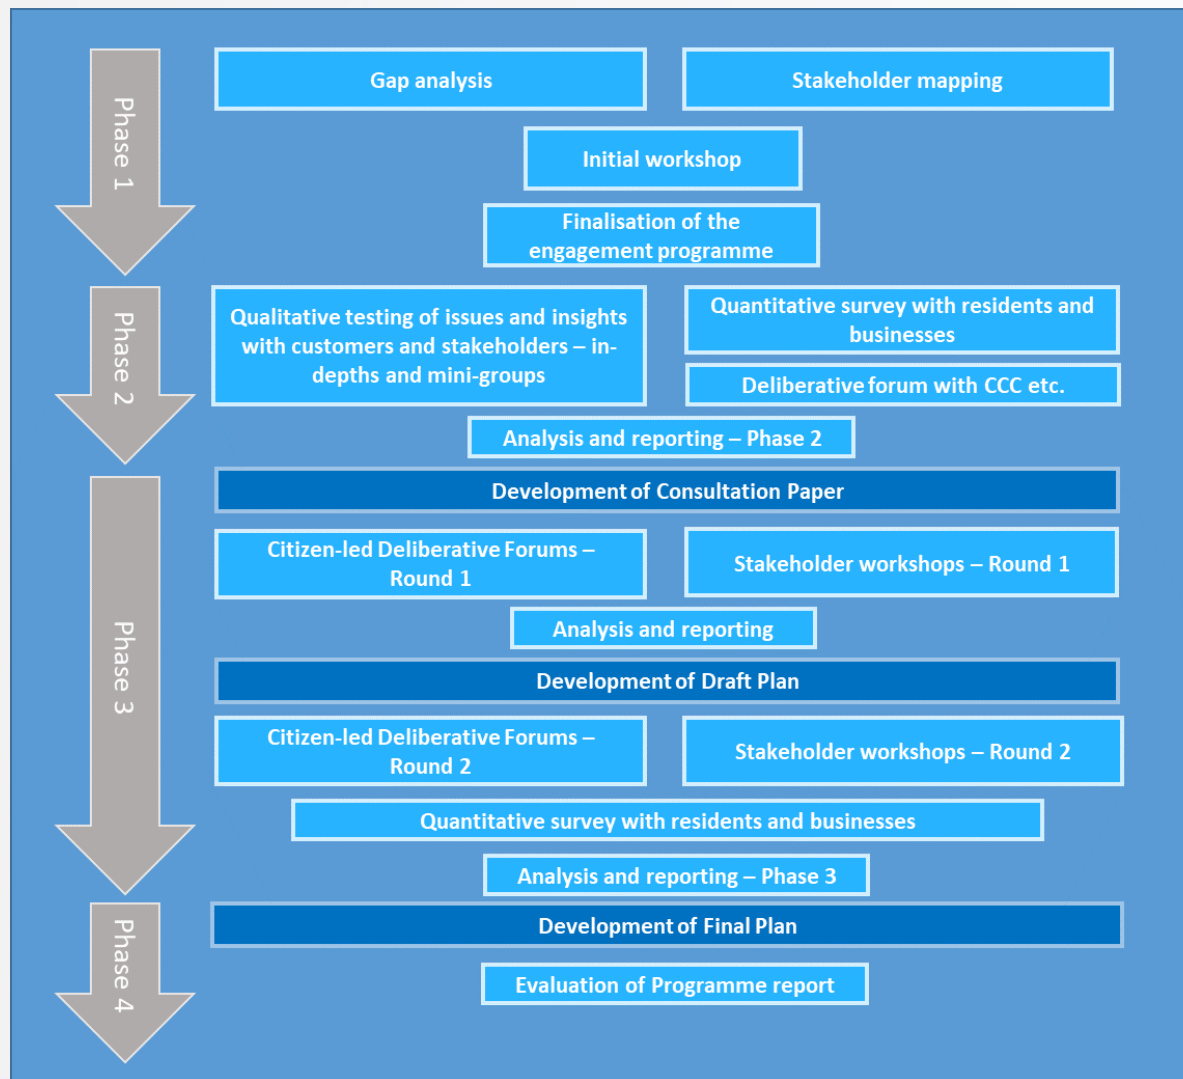 Phase 1
Gap analysis
Stakeholder mapping
Initial workshop
Finalisation of the
engagement programme
Phase 2
Qualitative testing of issues and insights
with customers and stakeholders – in-
depths and mini-groups
Quantitative survey with residents and
businesses
Deliberative forum with CCC etc.
Analysis and reporting – Phase 2
Phase 3
Development of Consultation Paper
Citizen-led Deliberative Forums –
Round 1
Stakeholder workshops – Round 1
Analysis and reporting
Development of Draft Plan
Citizen-led Deliberative Forums –
Round 2
Stakeholder workshops – Round 2
Quantitative survey with residents and businesses
Analysis and reporting – Phase 3
Phase 4
Development of Final Plan
Evaluation of Programme report